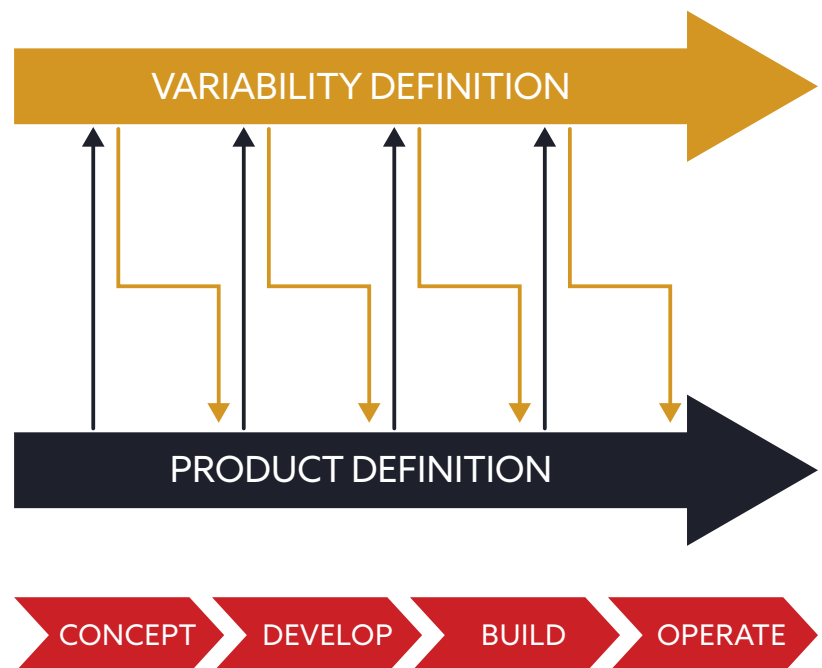 VARIABILITY DEFINITION
PRODUCT DEFINITION
CONCEPT
DEVELOP
BUILD
OPERATE